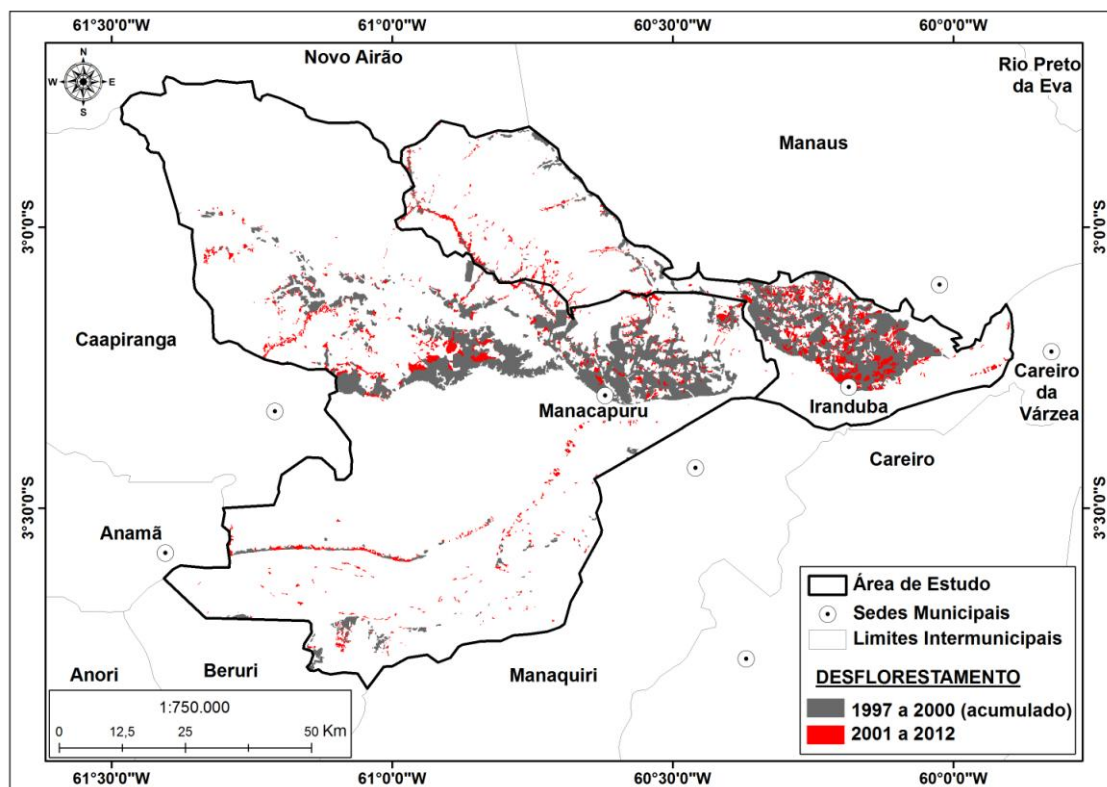 61°30'0"W
61°0'0"W
60°30'0"W
60°0'0"W
N
W E
S
Novo Airão
Rio Preto
da Eva
Manaus
3°0'0"S
3°0'0"S
Caapiranga
Manacapuru
Iranduba
Careiro
da
Várzea
Careiro
3°30'0"S
3°30'0"S
Anamã
Anori
Beruri
Manaquiri
1:750.000
0 12,5 25 50 Km
Área de Estudo
Sedes Municipais
Limites Intermunicipais
DESFLORESTAMENTO
1997 a 2000 (acumulado)
2001 a 2012
61°30'0"W
61°0'0"W
60°30'0"W
60°0'0"W